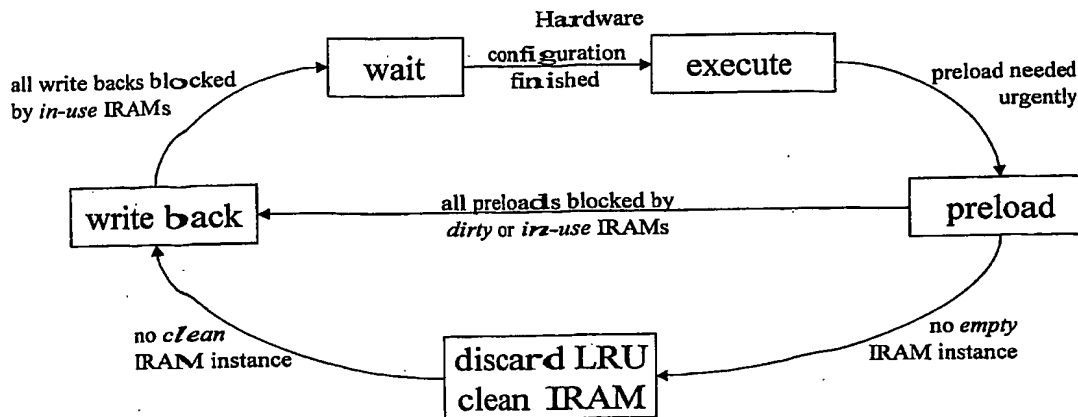 Hardware
wait
configuration
finished
execute
all write backs blocked
by in-use IRAMs
preload needed
urgently
write back
all preloads blocked by
dirty or in-use IRAMs
preload
no clean
IRAM instance
discard LRU
clean IRAM
no empty
IRAM instance